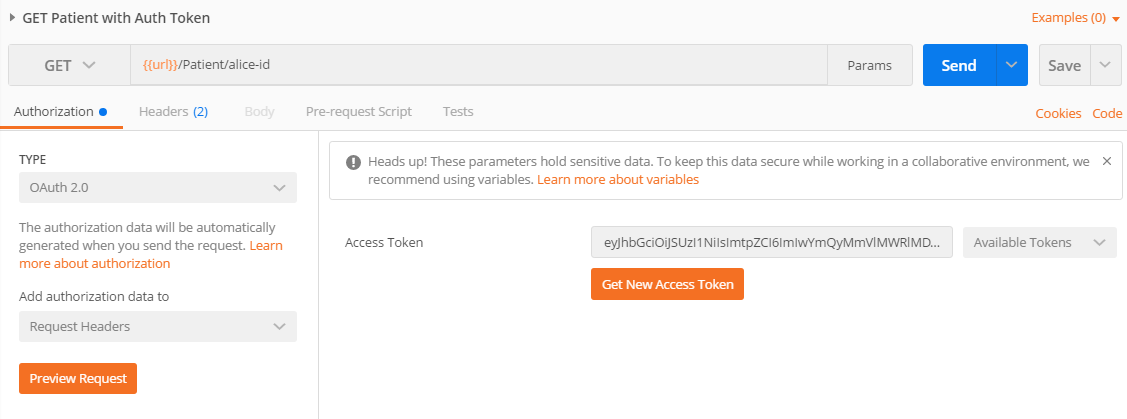 GET Patient with Auth Token
Examples (0)
GET
{{url}}/Patient/alice-id
Params
Send
Save
Authorization
Headers (2)
Body
Pre-request Script
Tests
Cookies
Code
TYPE
OAuth 2.0
The authorization data will be automatically
generated when you send the request. Learn
more about authorization
Add authorization data to
Request Headers
Preview Request
Heads up! These parameters hold sensitive data. To keep this data secure while working in a collaborative environment, we
recommend using variables. Learn more about variables
Access Token
eyJhbGciOiJSUzI1NiIsImtpZCI6ImIwYmQyMmVlMWRlMD...
Available Tokens
Get New Access Token